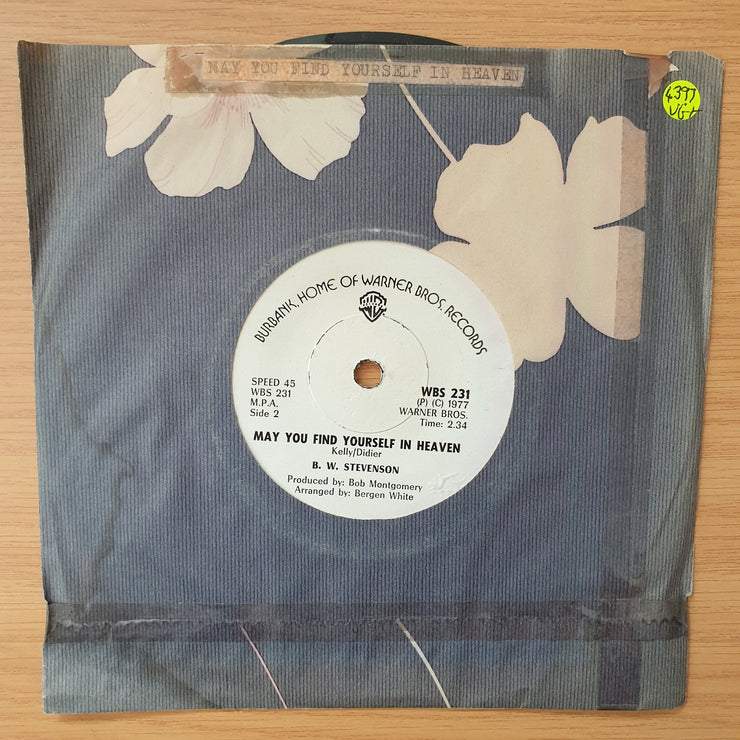 MAY YOU FIND YOURSELF IN HEAVEN
4397
VG+
BURBANK, HOME OF WARNER BROS. RECORDS
SPEED 45
WBS 231
M.P.A.
Side 2
WBS 231
(P) (C) 1977
WARNER BROS.
Time: 2.34
MAY YOU FIND YOURSELF IN HEAVEN
Kelly/Didier
B. W. STEVENSON
Produced by: Bob Montgomery
Arranged by: Bergen White